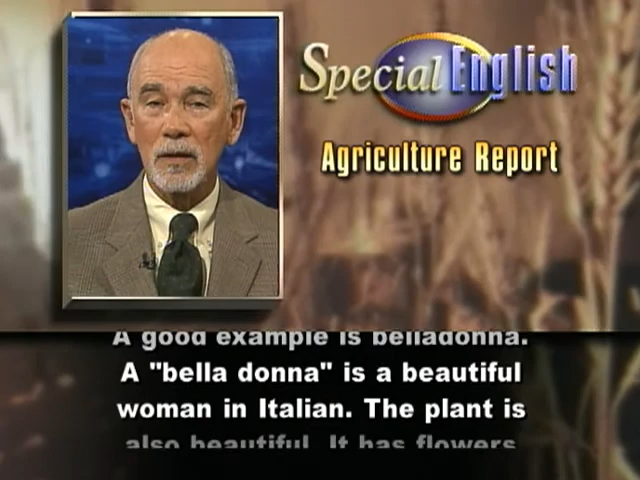 Special English
Agriculture Report
A good example is belladonna.
A "bella donna" is a beautiful
woman in Italian. The plant is
also beautiful. It has flowers